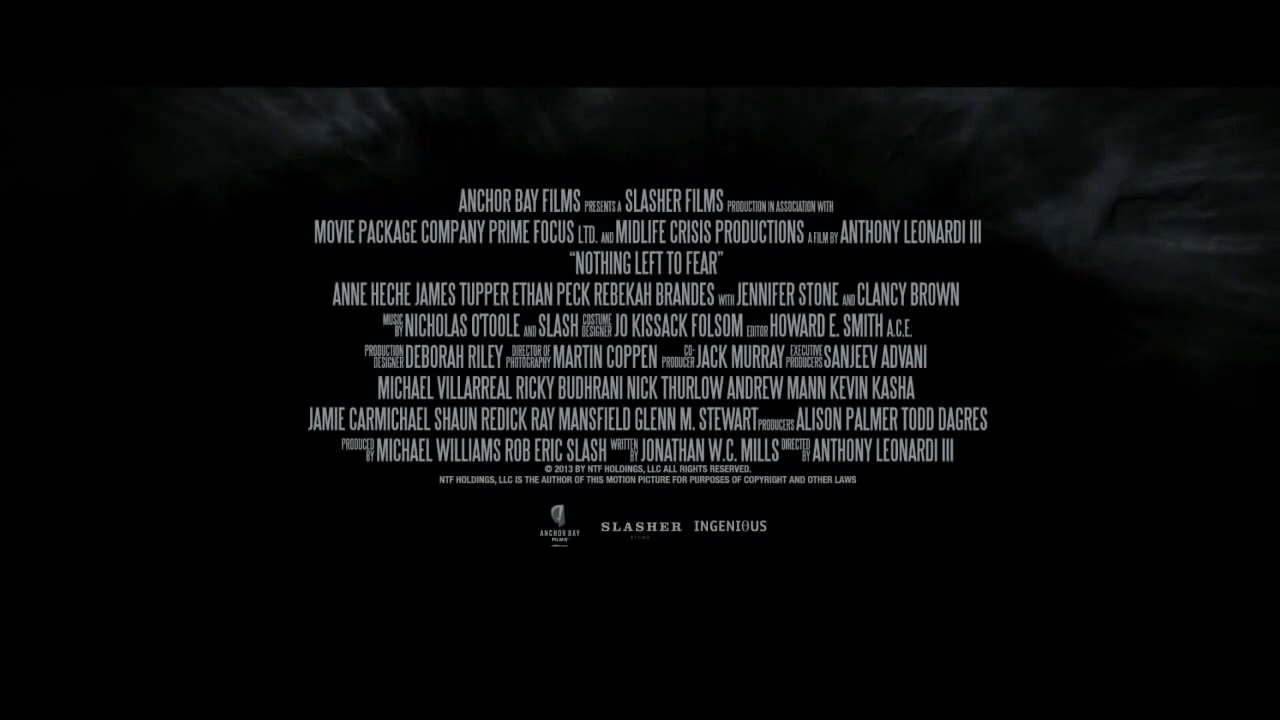 ANCHOR BAY FILMS PRESENTS A SLASHER FILMS PRODUCTION IN ASSOCIATION WITH
MOVIE PACKAGE COMPANY PRIME FOCUS LTD. AND MIDLIFE CRISIS PRODUCTIONS A FILM BY ANTHONY LEONARDI III
“NOTHING LEFT TO FEAR”
ANNE HECHE JAMES TUPPER ETHAN PECK REBEKAH BRANDES WITH JENNIFER STONE AND CLANCY BROWN
MUSIC BY NICHOLAS O'TOOLE AND SLASH COSTUME DESIGNER JO KISSACK FOLSOM EDITOR HOWARD E. SMITH A.C.E.
PRODUCTION DESIGNER DEBORAH RILEY DIRECTOR OF PHOTOGRAPHY MARTIN COPPEN CO-PRODUCER JACK MURRAY EXECUTIVE PRODUCERS SANJEEV ADVANI
MICHAEL VILLARREAL RICKY BUDHRANI NICK THURLOW ANDREW MANN KEVIN KASHA
JAMIE CARMICHAEL SHAUN REDICK RAY MANSFIELD GLENN M. STEWART PRODUCERS ALISON PALMER TODD DAGRES
PRODUCED BY MICHAEL WILLIAMS ROB ERIC SLASH WRITTEN BY JONATHAN W.C. MILLS DIRECTED BY ANTHONY LEONARDI III
© 2013 BY NTF HOLDINGS, LLC ALL RIGHTS RESERVED.
NTF HOLDINGS, LLC IS THE AUTHOR OF THIS MOTION PICTURE FOR PURPOSES OF COPYRIGHT AND OTHER LAWS
ANCHOR BAY
FILMS
SLASHER
FILMS
INGENIOUS